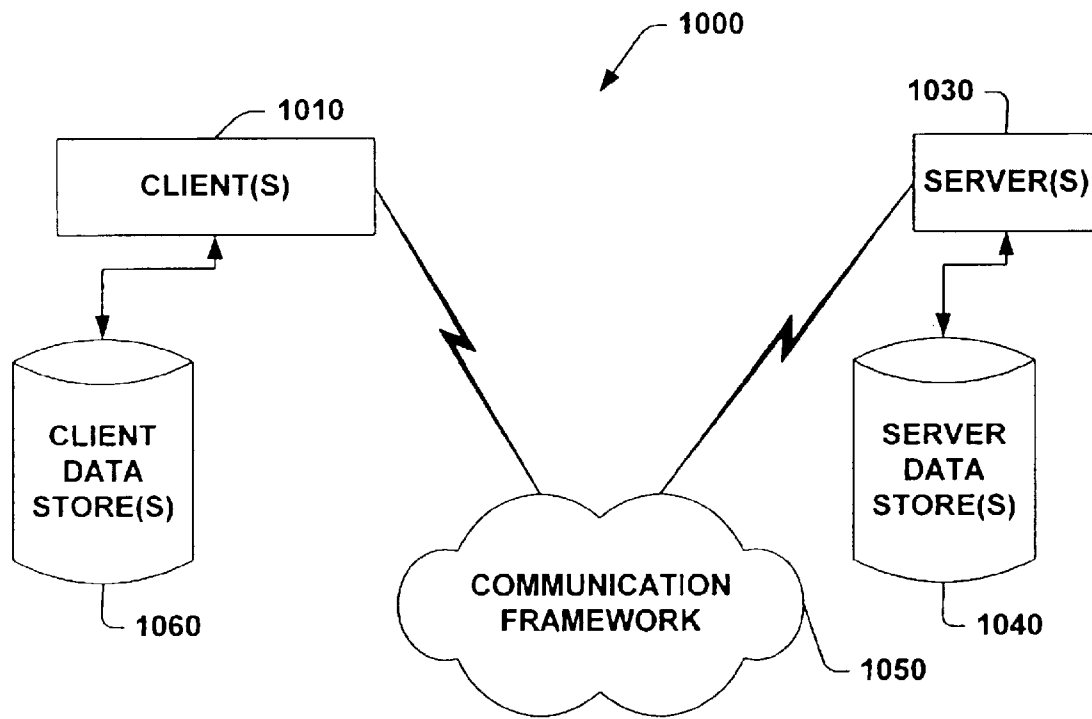 1000
1010
1030
CLIENT(S)
SERVER(S)
CLIENT
DATA
STORE(S)
SERVER
DATA
STORE(S)
COMMUNICATION
FRAMEWORK
1060
1040
1050